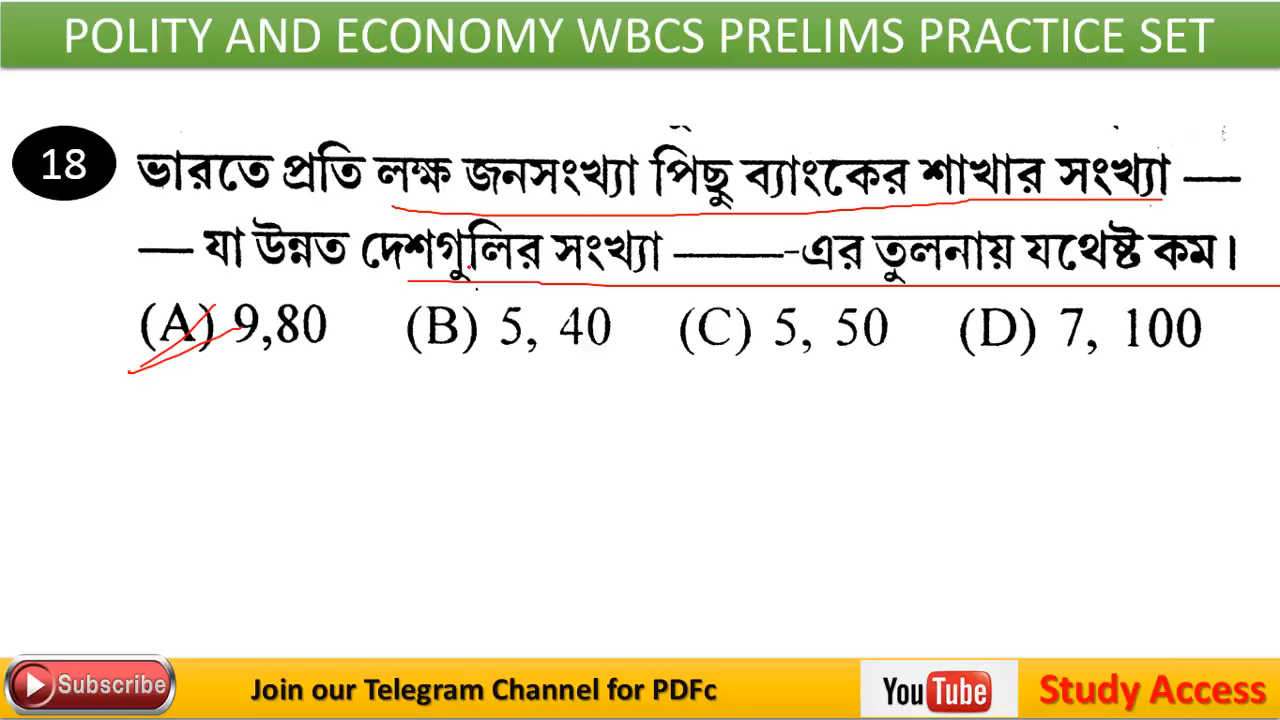 POLITY AND ECONOMY WBCS PRELIMS PRACTICE SET
18 ভারতে প্রতি লক্ষ জনসংখ্যা পিছু ব্যাংকের শাখার সংখ্যা —
— যা উন্নত দেশগুলির সংখ্যা ———-এর তুলনায় যথেষ্ট কম।
(A) 9,80 (B) 5, 40 (C) 5, 50 (D) 7, 100
Subscribe Join our Telegram Channel for PDFc YouTube Study Access